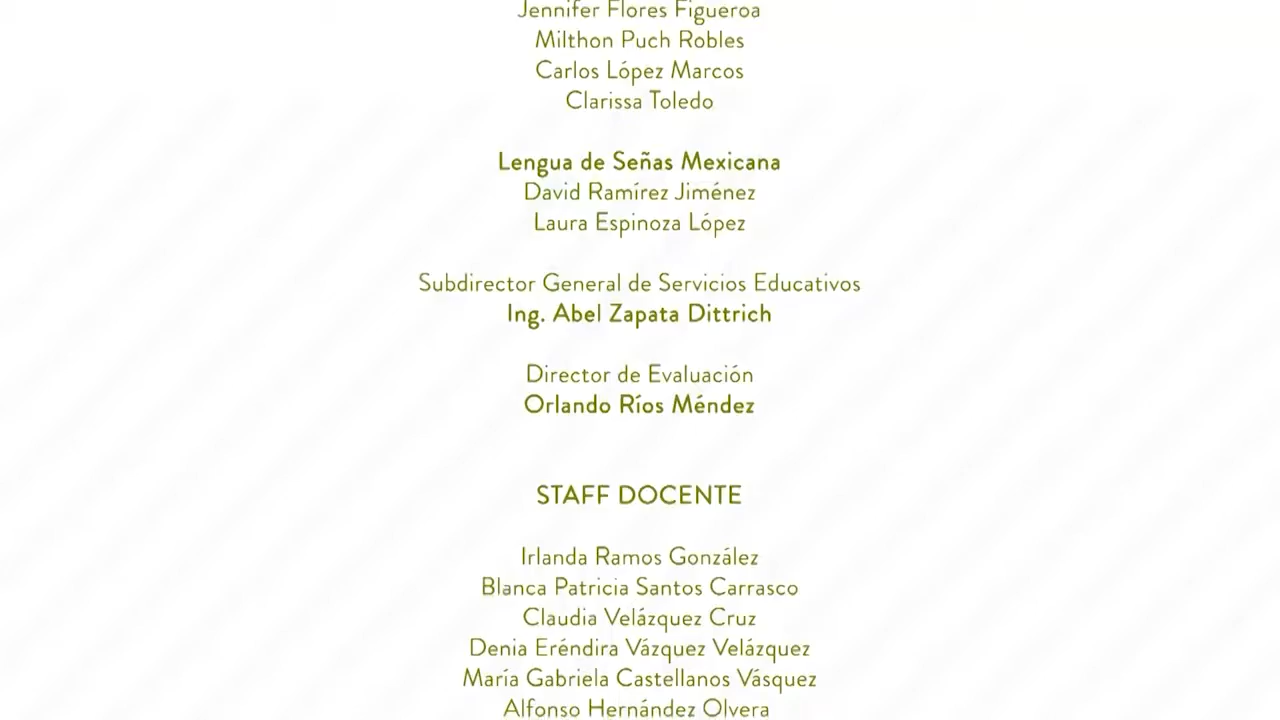 Jennifer Flores Figueroa
Milthon Puch Robles
Carlos López Marcos
Clarissa Toledo
Lengua de Señas Mexicana
David Ramírez Jiménez
Laura Espinoza López
Subdirector General de Servicios Educativos
Ing. Abel Zapata Dittrich
Director de Evaluación
Orlando Ríos Méndez
STAFF DOCENTE
Irlanda Ramos González
Blanca Patricia Santos Carrasco
Claudia Velázquez Cruz
Denia Eréndira Vázquez Velázquez
María Gabriela Castellanos Vásquez
Alfonso Hernández Olvera